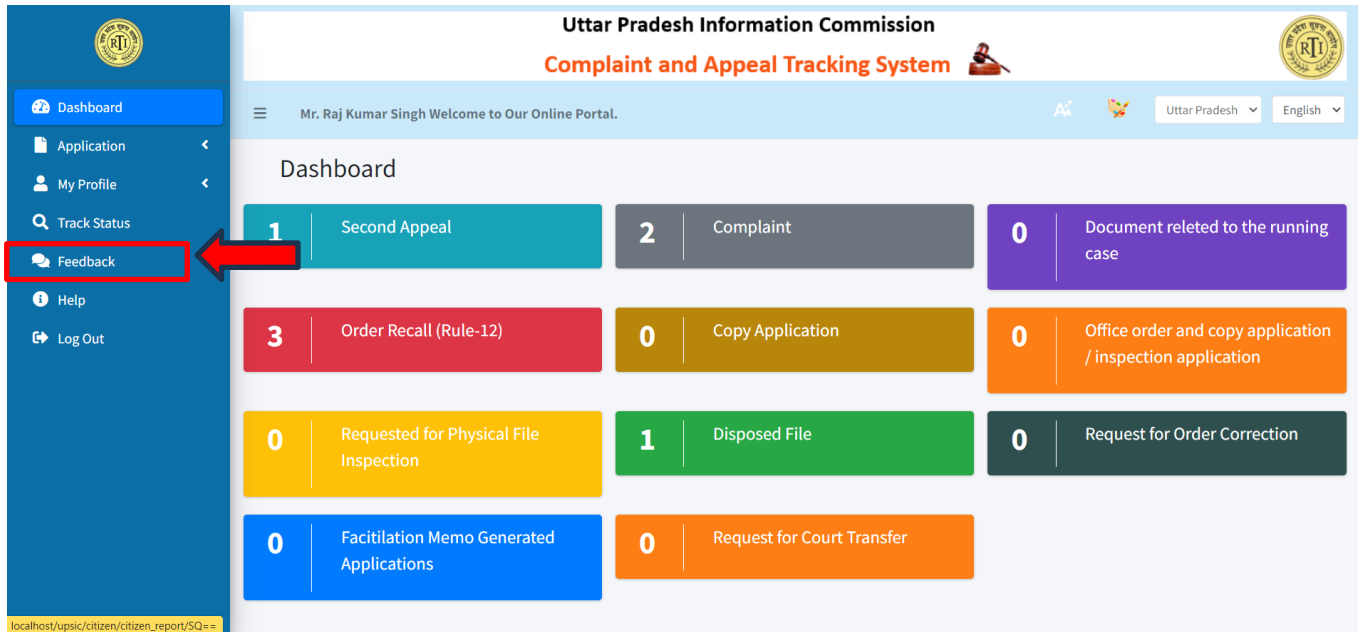 Uttar Pradesh Information Commission
Complaint and Appeal Tracking System
RTI
RTI
Dashboard
Application
My Profile
Track Status
Feedback
Help
Log Out
Mr. Raj Kumar Singh Welcome to Our Online Portal.
Uttar Pradesh
English
Dashboard
1 Second Appeal
2 Complaint
0 Document releted to the running
case
3 Order Recall (Rule-12)
0 Copy Application
0 Office order and copy application
/ inspection application
0 Requested for Physical File
Inspection
1 Disposed File
0 Request for Order Correction
0 Facitilation Memo Generated
Applications
0 Request for Court Transfer
localhost/upsic/citizen/citizen_report/SQ==